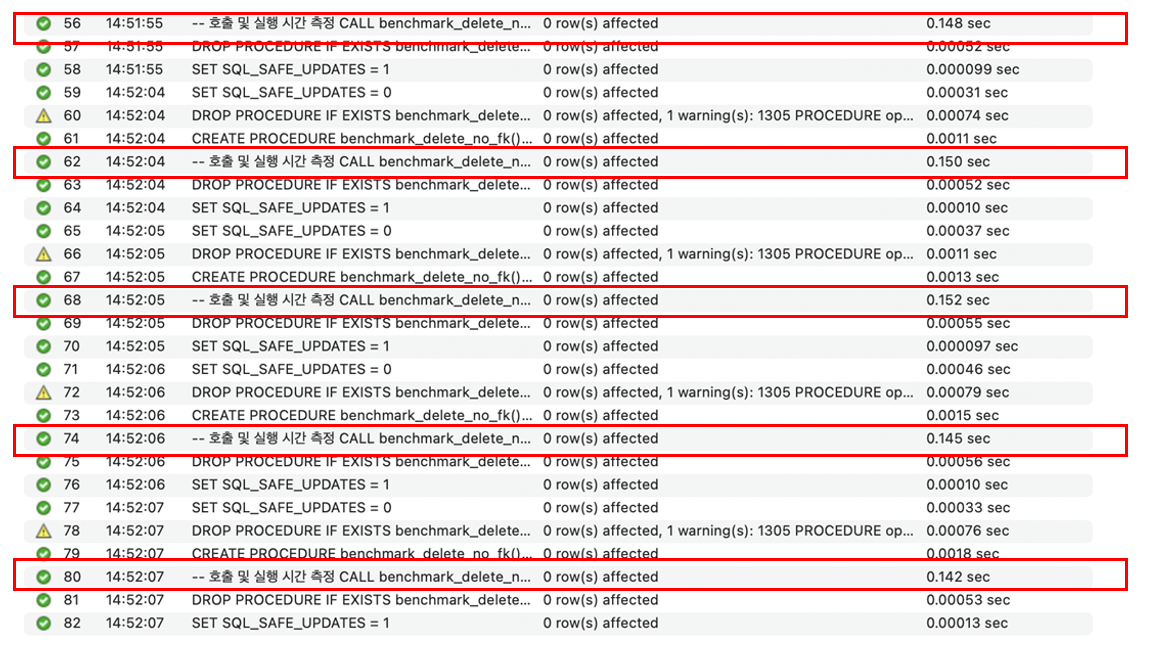 56 14:51:55 -- 호출 및 실행 시간 측정 CALL benchmark_delete_n... 0 row(s) affected 0.148 sec
57 14:51:55 DROP PROCEDURE IF EXISTS benchmark_delete... 0 row(s) affected 0.00052 sec
58 14:51:55 SET SQL_SAFE_UPDATES = 1 0 row(s) affected 0.000099 sec
59 14:52:04 SET SQL_SAFE_UPDATES = 0 0 row(s) affected 0.00031 sec
60 14:52:04 DROP PROCEDURE IF EXISTS benchmark_delete... 0 row(s) affected, 1 warning(s): 1305 PROCEDURE op... 0.00074 sec
61 14:52:04 CREATE PROCEDURE benchmark_delete_no_fk()... 0 row(s) affected 0.0011 sec
62 14:52:04 -- 호출 및 실행 시간 측정 CALL benchmark_delete_n... 0 row(s) affected 0.150 sec
63 14:52:04 DROP PROCEDURE IF EXISTS benchmark_delete... 0 row(s) affected 0.00052 sec
64 14:52:04 SET SQL_SAFE_UPDATES = 1 0 row(s) affected 0.00010 sec
65 14:52:05 SET SQL_SAFE_UPDATES = 0 0 row(s) affected 0.00037 sec
66 14:52:05 DROP PROCEDURE IF EXISTS benchmark_delete... 0 row(s) affected, 1 warning(s): 1305 PROCEDURE op... 0.0011 sec
67 14:52:05 CREATE PROCEDURE benchmark_delete_no_fk()... 0 row(s) affected 0.0013 sec
68 14:52:05 -- 호출 및 실행 시간 측정 CALL benchmark_delete_n... 0 row(s) affected 0.152 sec
69 14:52:05 DROP PROCEDURE IF EXISTS benchmark_delete... 0 row(s) affected 0.00055 sec
70 14:52:05 SET SQL_SAFE_UPDATES = 1 0 row(s) affected 0.000097 sec
71 14:52:06 SET SQL_SAFE_UPDATES = 0 0 row(s) affected 0.00046 sec
72 14:52:06 DROP PROCEDURE IF EXISTS benchmark_delete... 0 row(s) affected, 1 warning(s): 1305 PROCEDURE op... 0.00079 sec
73 14:52:06 CREATE PROCEDURE benchmark_delete_no_fk()... 0 row(s) affected 0.0015 sec
74 14:52:06 -- 호출 및 실행 시간 측정 CALL benchmark_delete_n... 0 row(s) affected 0.145 sec
75 14:52:06 DROP PROCEDURE IF EXISTS benchmark_delete... 0 row(s) affected 0.00056 sec
76 14:52:06 SET SQL_SAFE_UPDATES = 1 0 row(s) affected 0.00010 sec
77 14:52:07 SET SQL_SAFE_UPDATES = 0 0 row(s) affected 0.00033 sec
78 14:52:07 DROP PROCEDURE IF EXISTS benchmark_delete... 0 row(s) affected, 1 warning(s): 1305 PROCEDURE op... 0.00076 sec
79 14:52:07 CREATE PROCEDURE benchmark_delete_no_fk()... 0 row(s) affected 0.0018 sec
80 14:52:07 -- 호출 및 실행 시간 측정 CALL benchmark_delete_n... 0 row(s) affected 0.142 sec
81 14:52:07 DROP PROCEDURE IF EXISTS benchmark_delete... 0 row(s) affected 0.00053 sec
82 14:52:07 SET SQL_SAFE_UPDATES = 1 0 row(s) affected 0.00013 sec